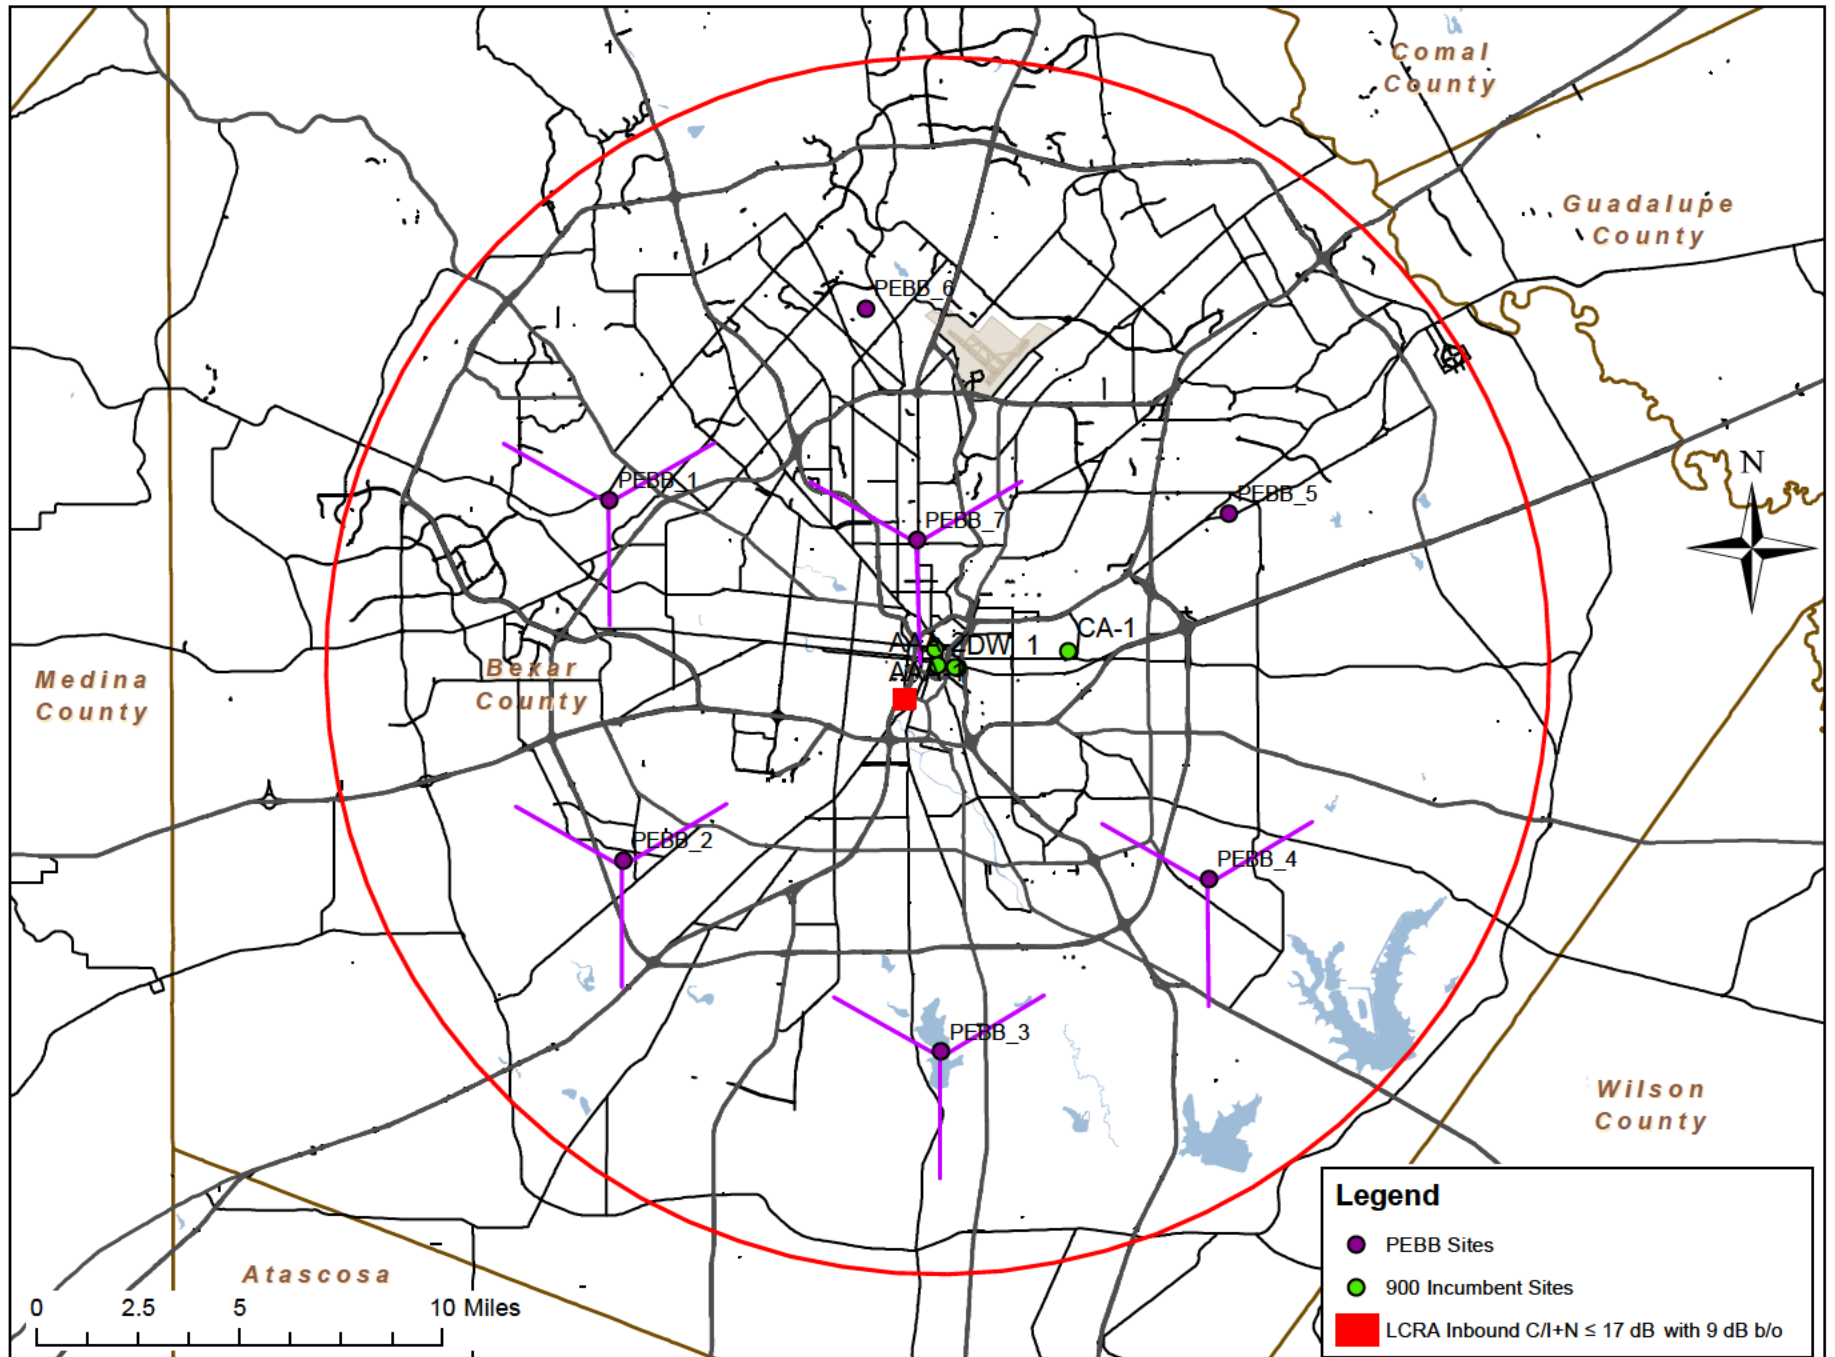 Comal
County
Guadalupe
County
PEBB_6
N
PEBB_1
PEBB_5
PEBB_7
CA-1
DW_1
Medina
County
Bexar
County
PEBB_2
PEBB_4
PEBB_3
Wilson
County
Atascosa
0 2.5 5 10 Miles
Legend
PEBB Sites
900 Incumbent Sites
LCRA Inbound C/I+N ≤ 17 dB with 9 dB b/o